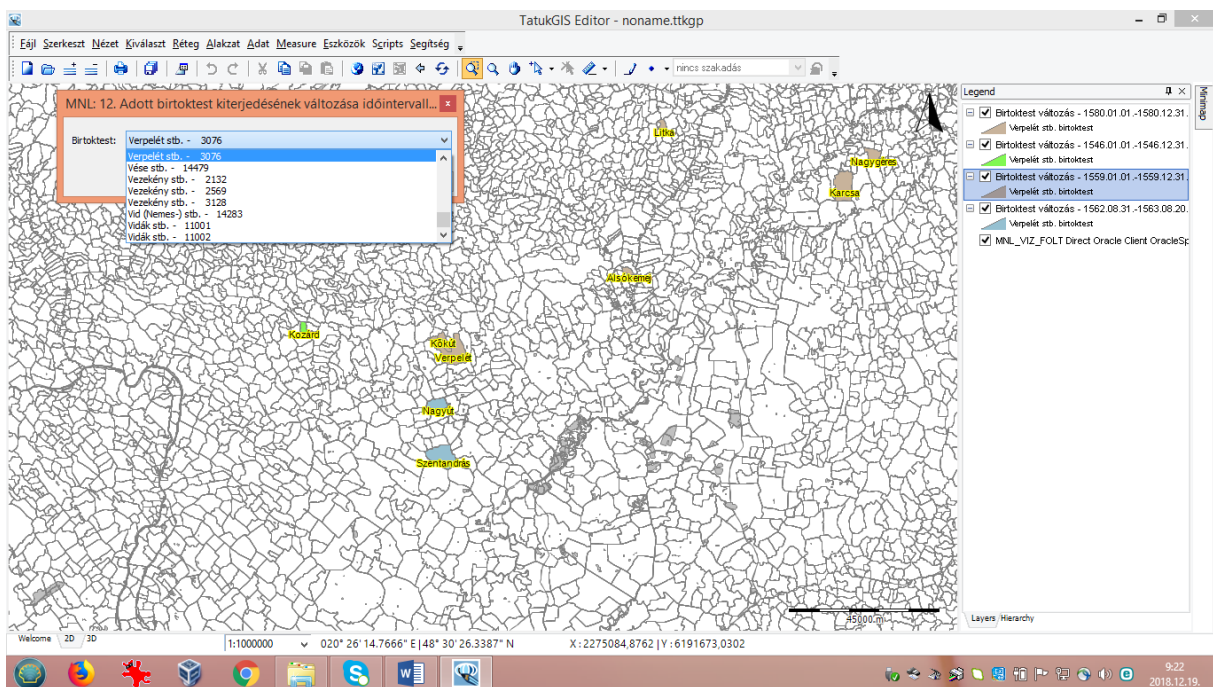 TatukGIS Editor - noname.ttkgp
Fájl Szerkeszt Nézet Kiválaszt Réteg Alakzat Adat Measure Eszközök Scripts Segítség
nincs szakadás
MNL: 12. Adott birtoktest kiterjedésének változása időintervall...
Birtoktest: Verpelét stb. - 3076
Verpelét stb. - 3076
Vése stb. - 14479
Vezekény stb. - 2132
Vezekény stb. - 2569
Vezekény stb. - 3128
Vid (Nemes-) stb. - 14283
Vidák stb. - 11001
Vidák stb. - 11002
Litka
Nagygéres
Karcsa
Alsókemej
Kozárd
Kőkút
Verpelét
Nagyút
Szentandrás
45000 m
Legend
Birtoktest változás - 1580.01.01.-1580.12.31.
Verpelét stb. birtoktest
Birtoktest változás - 1546.01.01.-1546.12.31.
Verpelét stb. birtoktest
Birtoktest változás - 1559.01.01.-1559.12.31.
Verpelét stb. birtoktest
Birtoktest változás - 1562.08.31.-1563.08.20.
Verpelét stb. birtoktest
MNL_VIZ_FOLT Direct Oracle Client OracleSp
Minimap
Layers Hierarchy
Welcome 2D 3D
1:1000000 020° 26' 14.7666" E | 48° 30' 26.3387" N X : 2275084,8762 | Y : 6191673,0302
9:22
2018.12.19.